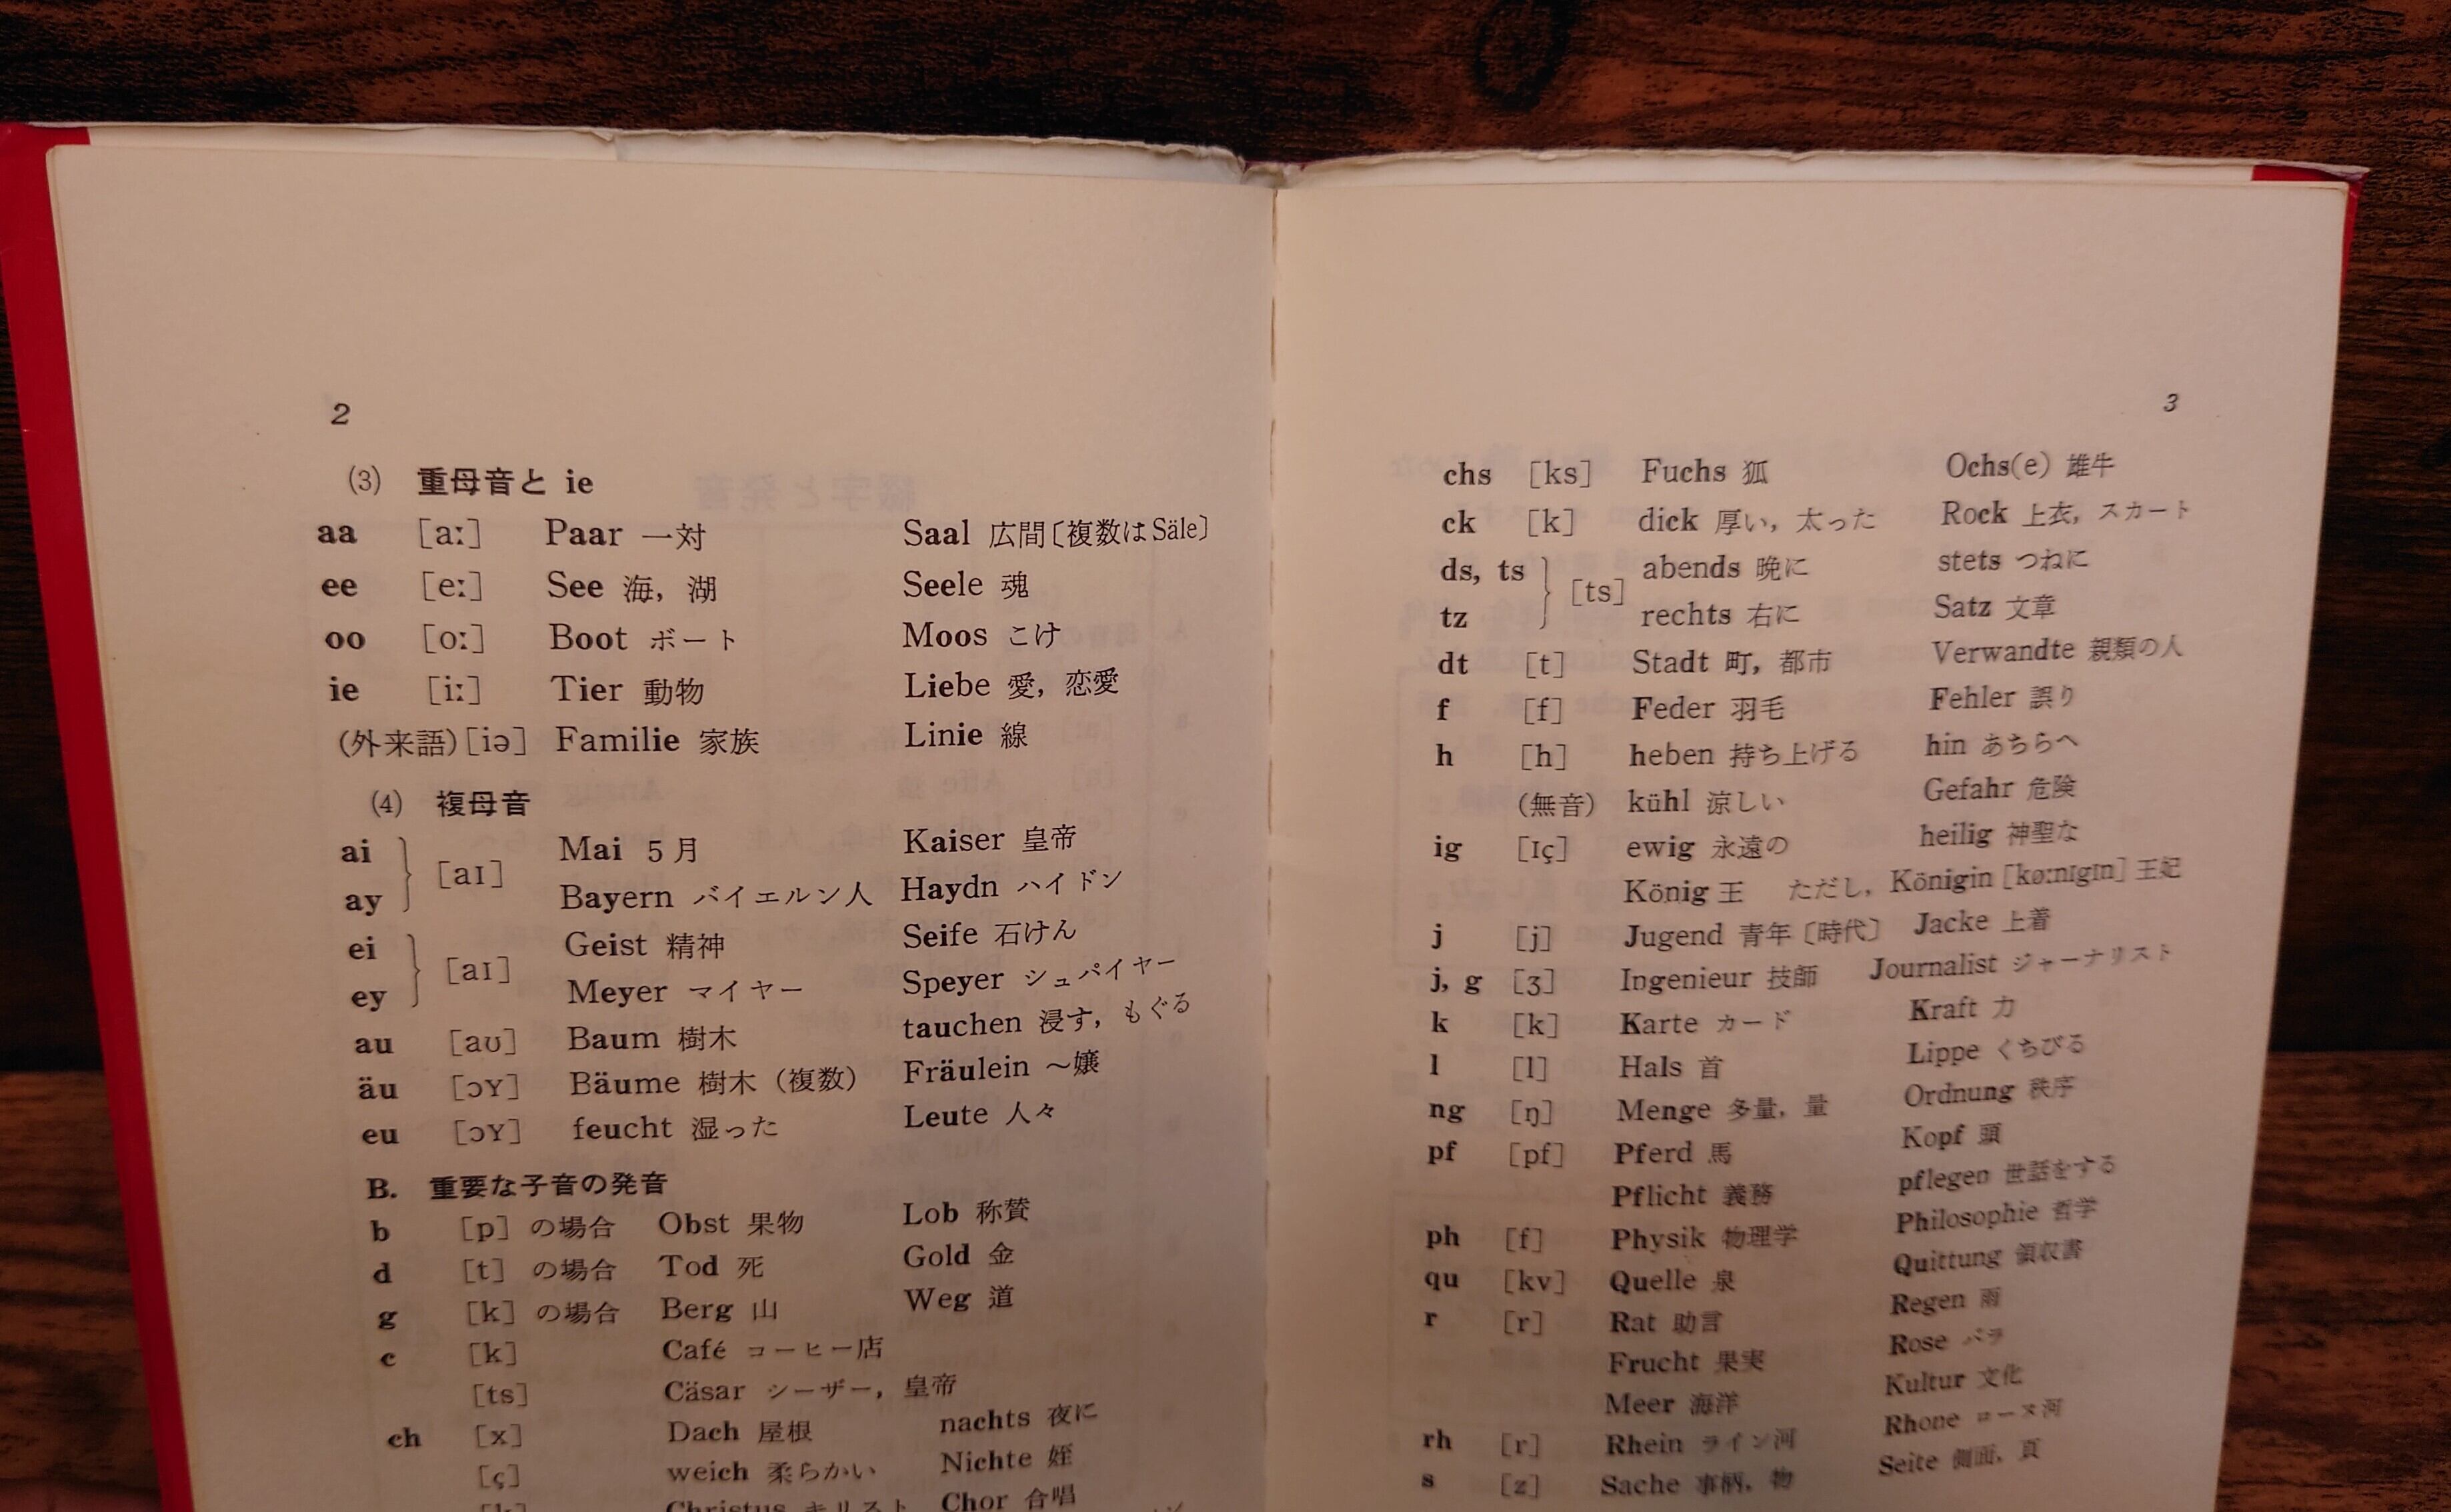 2
(3) 重母音と ie
aa [aː] Paar 一対 Saal 広間〔複数は Säle〕
ee [eː] See 海，湖 Seele 魂
oo [oː] Boot ボート Moos こけ
ie [iː] Tier 動物 Liebe 愛，恋愛
(外来語) [iə] Familie 家族 Linie 線
(4) 複母音
ai [aɪ] Mai 5月 Kaiser 皇帝
ay Bayern バイエルン人 Haydn ハイドン
ei [aɪ] Geist 精神 Seife 石けん
ey Meyer マイヤー Speyer シュパイヤー
au [aʊ] Baum 樹木 tauchen 浸す，もぐる
äu [ɔʏ] Bäume 樹木（複数） Fräulein ～嬢
eu [ɔʏ] feucht 湿った Leute 人々
B. 重要な子音の発音
b [p] の場合 Obst 果物 Lob 称賛
d [t] の場合 Tod 死 Gold 金
g [k] の場合 Berg 山 Weg 道
c [k] Café コーヒー店
[ts] Cäsar シーザー，皇帝
ch [x] Dach 屋根 nachts 夜に
[ç] weich 柔らかい Nichte 姪
[k] Christus キリスト Chor 合唱
3
chs [ks] Fuchs 狐 Ochs(e) 雄牛
ck [k] dick 厚い，太った Rock 上衣，スカート
ds, ts [ts] abends 晩に stets つねに
tz rechts 右に Satz 文章
dt [t] Stadt 町，都市 Verwandte 親類の人
f [f] Feder 羽毛 Fehler 誤り
h [h] heben 持ち上げる hin あちらへ
（無音） kühl 涼しい Gefahr 危険
ig [ɪç] ewig 永遠の heilig 神聖な
König 王 ただし，Königin [køːnɪgɪn] 王妃
j [j] Jugend 青年〔時代〕 Jacke 上着
j, g [ʒ] Ingenieur 技師 Journalist ジャーナリスト
k [k] Karte カード Kraft 力
l [l] Hals 首 Lippe くちびる
ng [ŋ] Menge 多量，量 Ordnung 秩序
pf [pf] Pferd 馬 Kopf 頭
Pflicht 義務 pflegen 世話をする
ph [f] Physik 物理学 Philosophie 哲学
qu [kv] Quelle 泉 Quittung 領収書
r [r] Rat 助言 Regen 雨
Frucht 果実 Rose バラ
Meer 海洋 Kultur 文化
rh [r] Rhein ライン河 Rhone ローヌ河
s [z] Sache 事柄，物 Seite 側面，頁